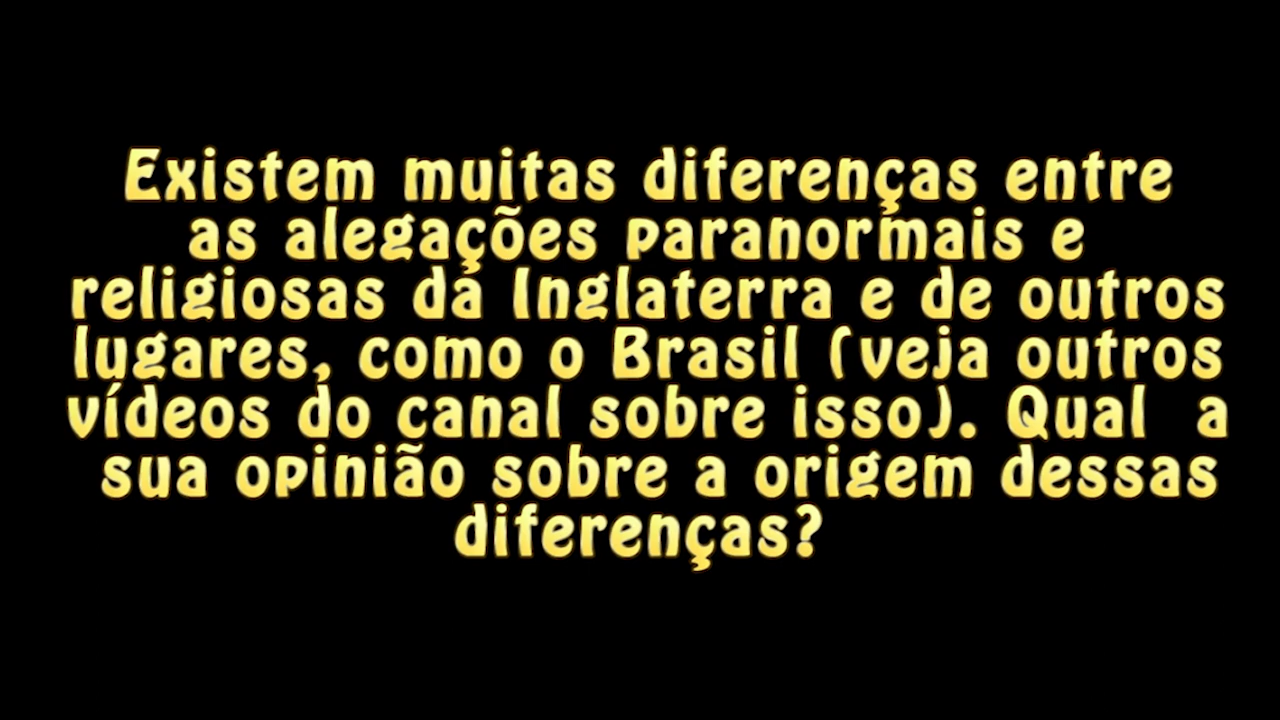 Existem muitas diferenças entre
as alegações paranormais e
religiosas da Inglaterra e de outros
lugares, como o Brasil (veja outros
vídeos do canal sobre isso). Qual a
sua opinião sobre a origem dessas
diferenças?